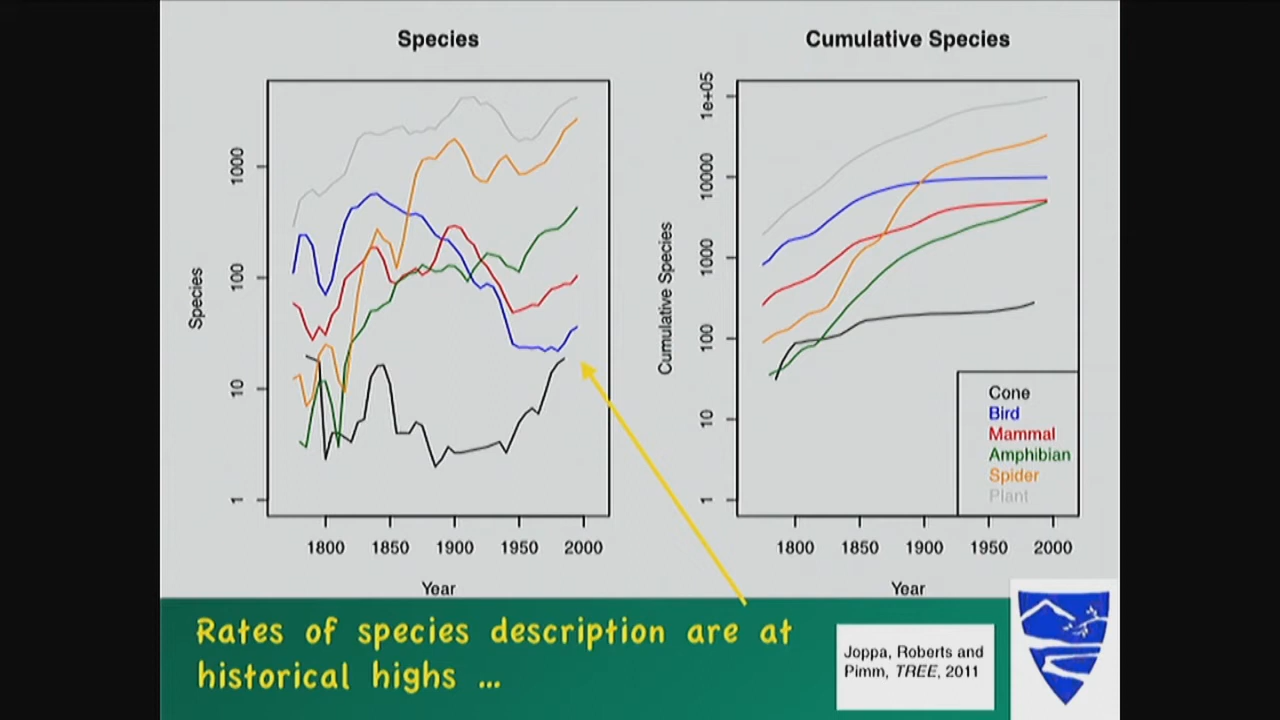 Species
Cumulative Species
Species
1
10
100
1000
1800 1850 1900 1950 2000
Year
Cumulative Species
1
10
100
1000
10000
1e+05
1800 1850 1900 1950 2000
Year
Cone
Bird
Mammal
Amphibian
Spider
Plant
Rates of species description are at
historical highs ...
Joppa, Roberts and
Pimm, TREE, 2011